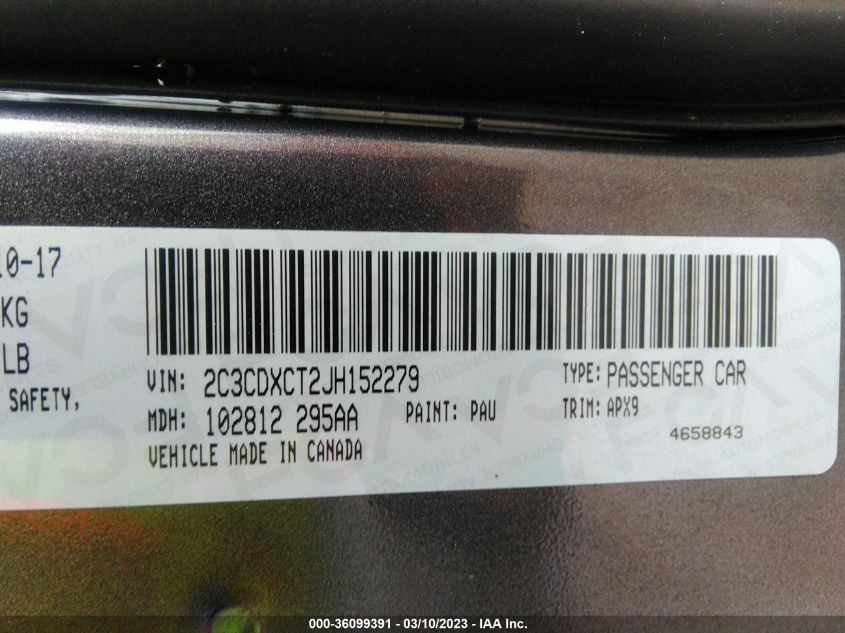 10-17
KG
LB
SAFETY,
VIN: 2C3CDXCT2JH152279 TYPE: PASSENGER CAR
MDH: 102812 295AA PAINT: PAU TRIM: APX9
4658843
VEHICLE MADE IN CANADA
000-36099391 - 03/10/2023 - IAA Inc.